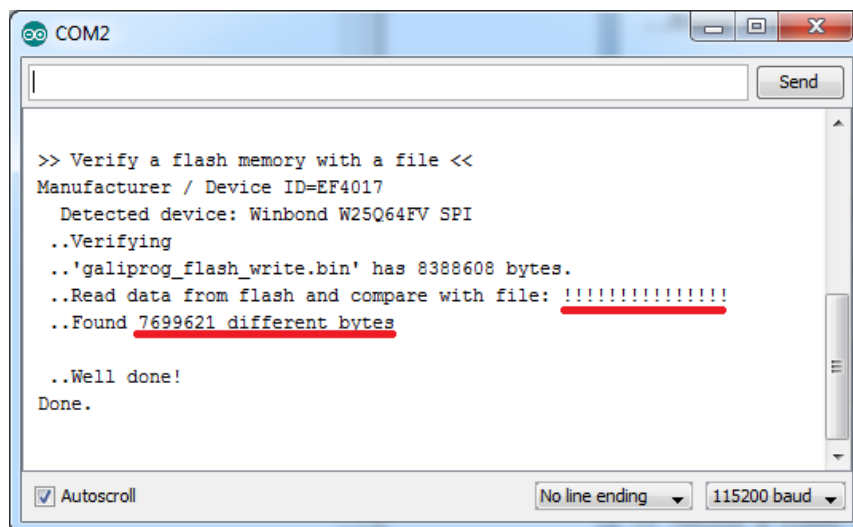 COM2
Send
>> Verify a flash memory with a file <<
Manufacturer / Device ID=EF4017
Detected device: Winbond W25Q64FV SPI
..Verifying
..'galiprog_flash_write.bin' has 8388608 bytes.
..Read data from flash and compare with file: !!!!!!!!!!!!!!!
..Found 7699621 different bytes
..Well done!
Done.
Autoscroll
No line ending
115200 baud